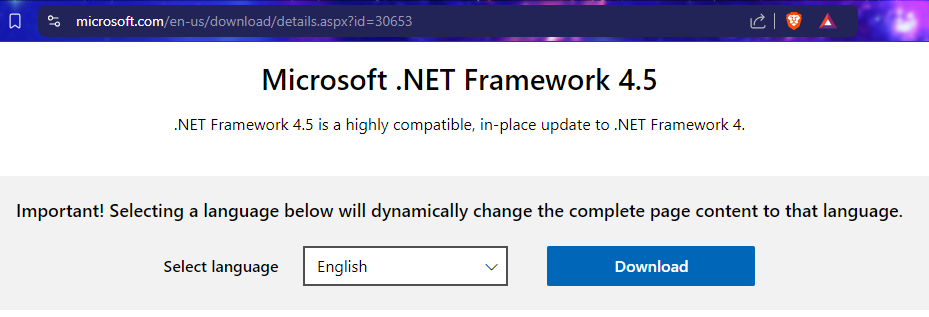 microsoft.com/en-us/download/details.aspx?id=30653
Microsoft .NET Framework 4.5
.NET Framework 4.5 is a highly compatible, in-place update to .NET Framework 4.
Important! Selecting a language below will dynamically change the complete page content to that language.
Select language English Download